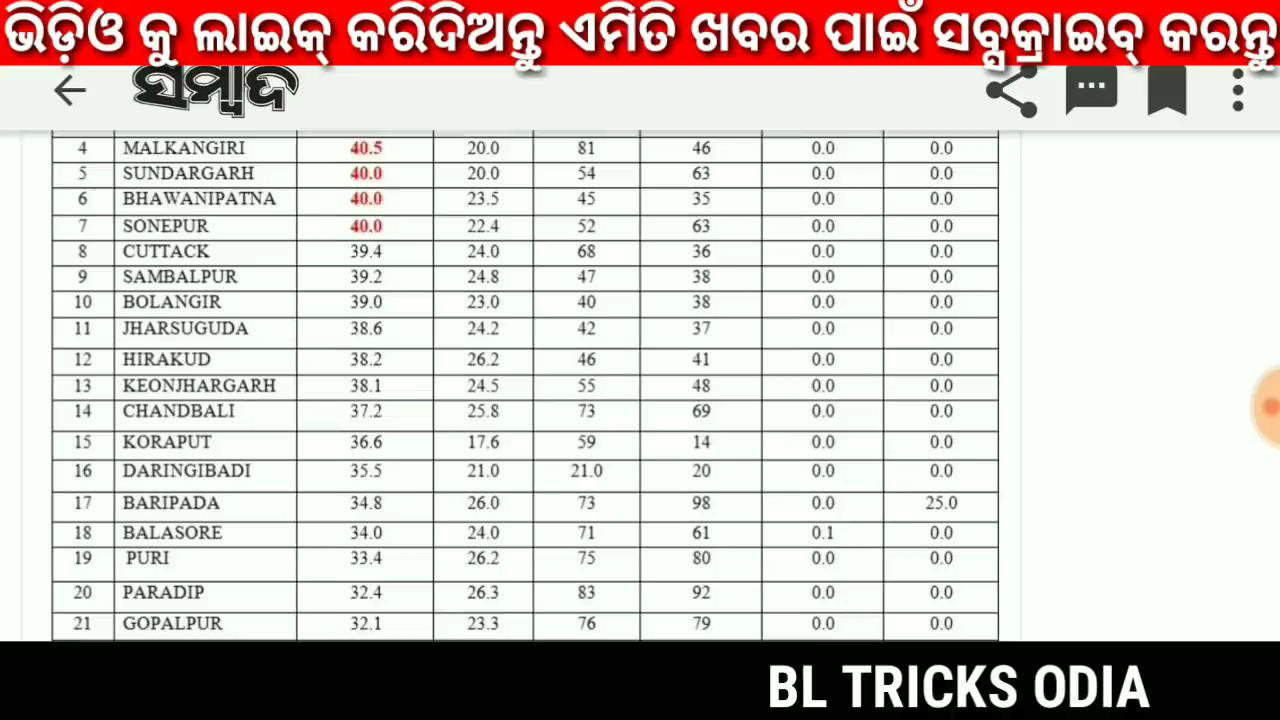 ଭିଡ଼ିଓ କୁ ଲାଇକ୍ କରିଦିଅନ୍ତୁ ଏମିତି ଖବର ପାଇଁ ସବ୍ସକ୍ରାଇବ୍ କରନ୍ତୁ
ସମ୍ବାଦ
4 MALKANGIRI 40.5 20.0 81 46 0.0 0.0
5 SUNDARGARH 40.0 20.0 54 63 0.0 0.0
6 BHAWANIPATNA 40.0 23.5 45 35 0.0 0.0
7 SONEPUR 40.0 22.4 52 63 0.0 0.0
8 CUTTACK 39.4 24.0 68 36 0.0 0.0
9 SAMBALPUR 39.2 24.8 47 38 0.0 0.0
10 BOLANGIR 39.0 23.0 40 38 0.0 0.0
11 JHARSUGUDA 38.6 24.2 42 37 0.0 0.0
12 HIRAKUD 38.2 26.2 46 41 0.0 0.0
13 KEONJHARGARH 38.1 24.5 55 48 0.0 0.0
14 CHANDBALI 37.2 25.8 73 69 0.0 0.0
15 KORAPUT 36.6 17.6 59 14 0.0 0.0
16 DARINGIBADI 35.5 21.0 21.0 20 0.0 0.0
17 BARIPADA 34.8 26.0 73 98 0.0 25.0
18 BALASORE 34.0 24.0 71 61 0.1 0.0
19 PURI 33.4 26.2 75 80 0.0 0.0
20 PARADIP 32.4 26.3 83 92 0.0 0.0
21 GOPALPUR 32.1 23.3 76 79 0.0 0.0
BL TRICKS ODIA